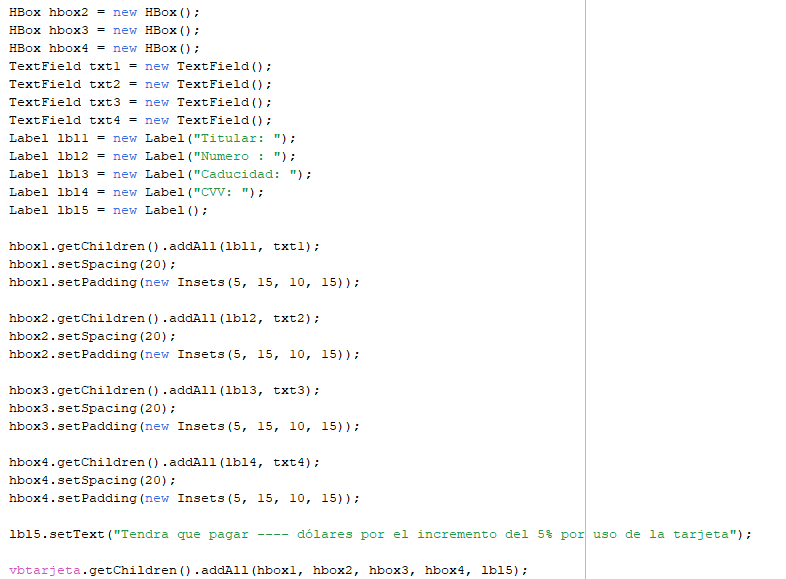 HBox hbox2 = new HBox();
HBox hbox3 = new HBox();
HBox hbox4 = new HBox();
TextField txt1 = new TextField();
TextField txt2 = new TextField();
TextField txt3 = new TextField();
TextField txt4 = new TextField();
Label lbl1 = new Label("Titular: ");
Label lbl2 = new Label("Numero : ");
Label lbl3 = new Label("Caducidad: ");
Label lbl4 = new Label("CVV: ");
Label lbl5 = new Label();
hbox1.getChildren().addAll(lbl1, txt1);
hbox1.setSpacing(20);
hbox1.setPadding(new Insets(5, 15, 10, 15));
hbox2.getChildren().addAll(lbl2, txt2);
hbox2.setSpacing(20);
hbox2.setPadding(new Insets(5, 15, 10, 15));
hbox3.getChildren().addAll(lbl3, txt3);
hbox3.setSpacing(20);
hbox3.setPadding(new Insets(5, 15, 10, 15));
hbox4.getChildren().addAll(lbl4, txt4);
hbox4.setSpacing(20);
hbox4.setPadding(new Insets(5, 15, 10, 15));
lbl5.setText("Tendra que pagar ---- dólares por el incremento del 5% por uso de la tarjeta");
vbtarjeta.getChildren().addAll(hbox1, hbox2, hbox3, hbox4, lbl5);